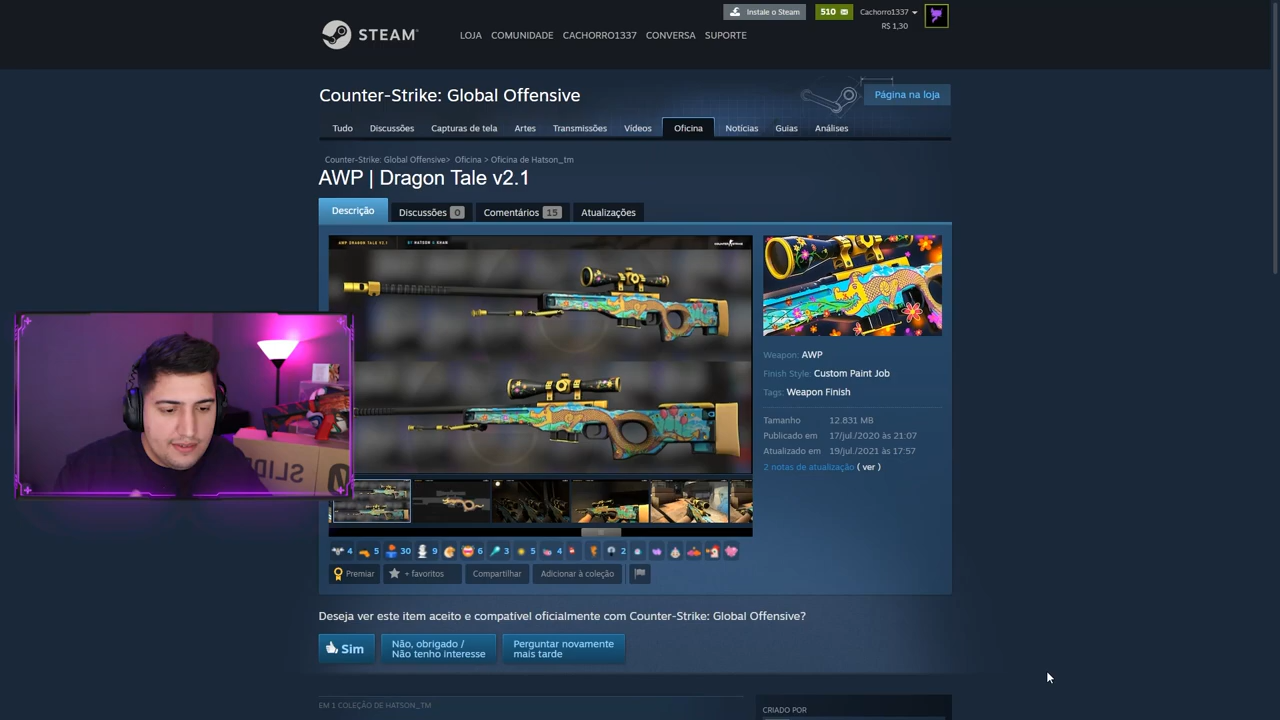 Instale o Steam
510
Cachorro1337
R$ 1,30
STEAM
LOJA COMUNIDADE CACHORRO1337 CONVERSA SUPORTE
Counter-Strike: Global Offensive
Página na loja
Tudo Discussões Capturas de tela Artes Transmissões Vídeos Oficina Notícias Guias Análises
Counter-Strike: Global Offensive > Oficina > Oficina de Hatson_tm
AWP | Dragon Tale v2.1
Descrição Discussões 0 Comentários 15 Atualizações
AWP DRAGON TALE V2.1
Weapon: AWP
Finish Style: Custom Paint Job
Tags: Weapon Finish
Tamanho 12.831 MB
Publicado em 17/jul./2020 às 21:07
Atualizado em 19/jul./2021 às 17:57
2 notas de atualização ( ver )
SLIDE
4 5 30 9 6 3 5 4 2
Premiar + favoritos Compartilhar Adicionar à coleção
Deseja ver este item aceito e compatível oficialmente com Counter-Strike: Global Offensive?
Sim
Não, obrigado /
Não tenho interesse
Perguntar novamente
mais tarde
EM 1 COLEÇÃO DE HATSON_TM
CRIADO POR